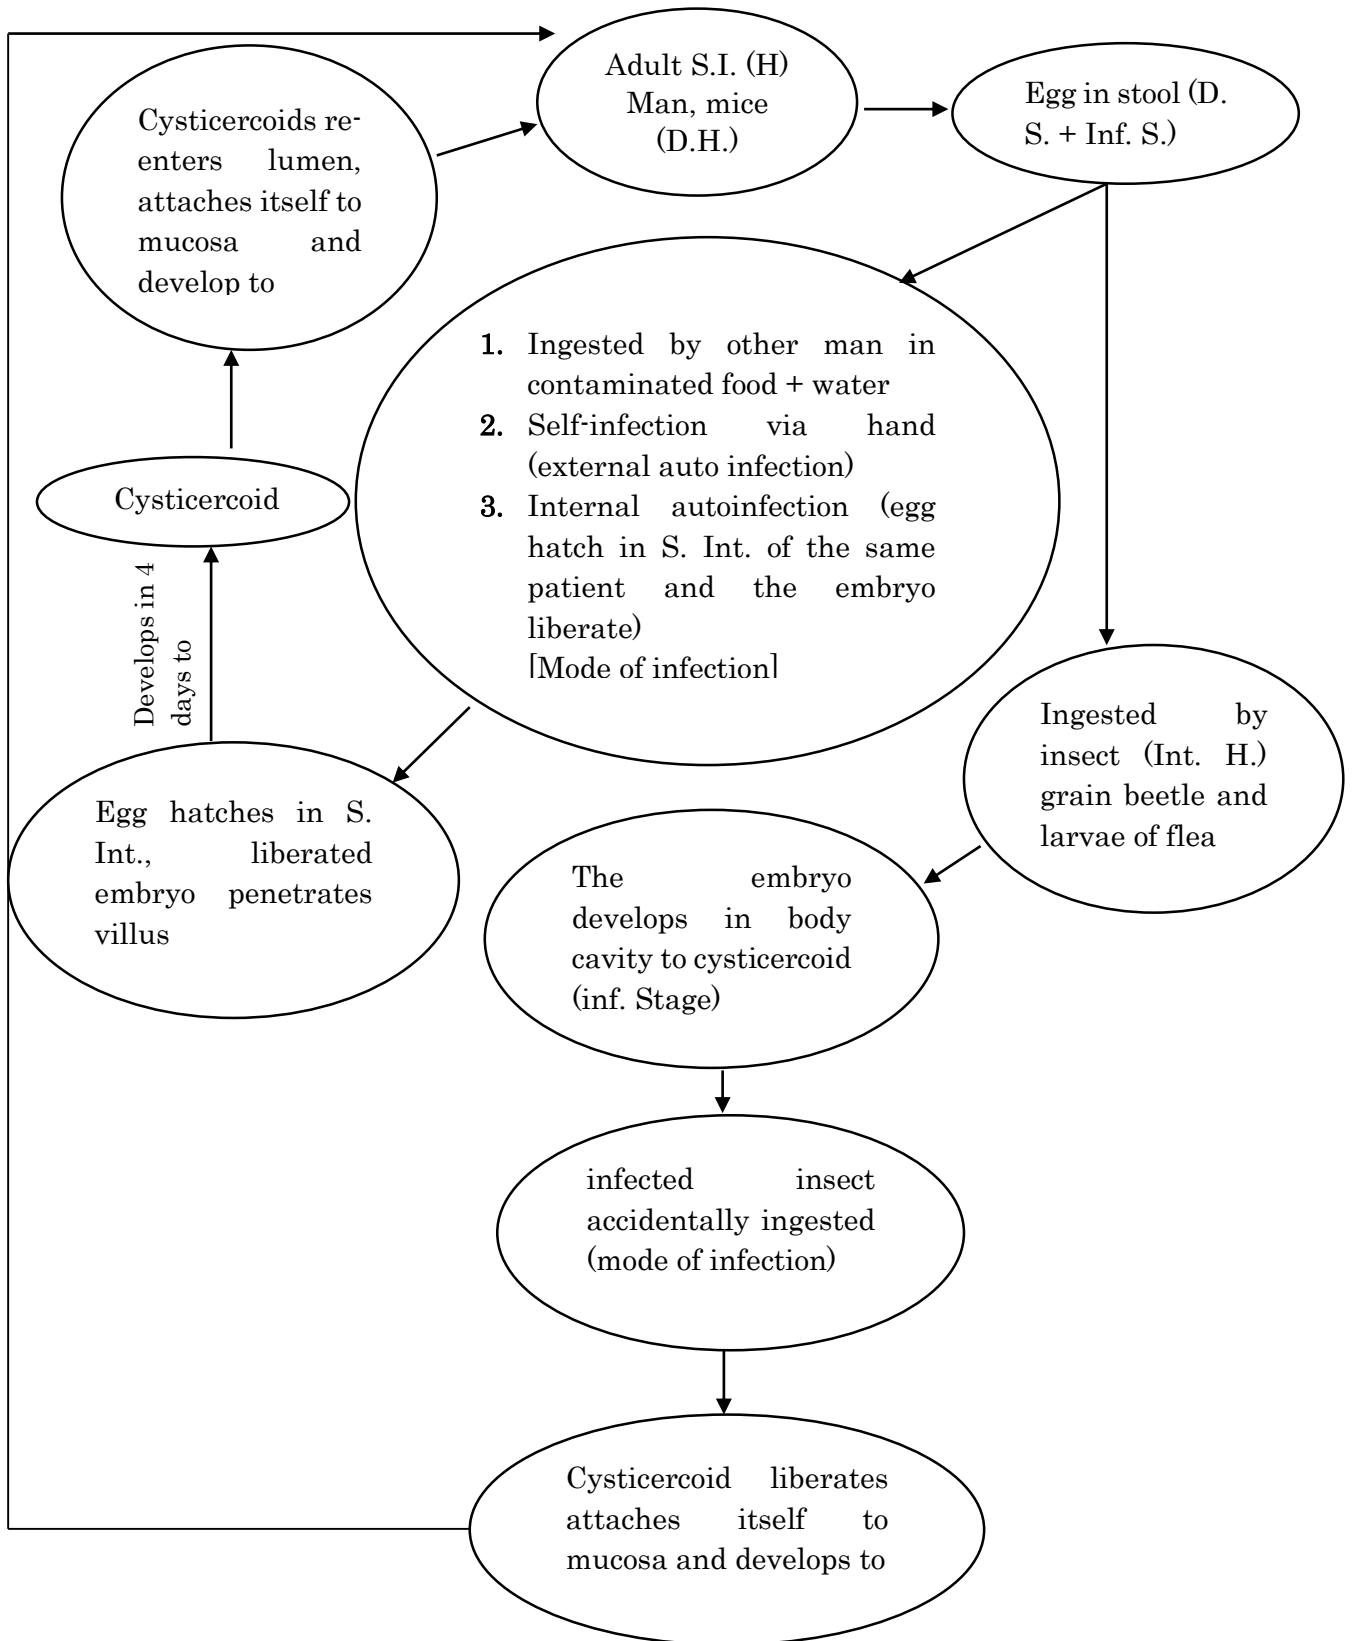 Adult S.I. (H)
Man, mice
(D.H.)
Egg in stool (D.
S. + Inf. S.)
Cysticercoids re-
enters lumen,
attaches itself to
mucosa and
develop to
1. Ingested by other man in
contaminated food + water
2. Self-infection via hand
(external auto infection)
3. Internal autoinfection (egg
hatch in S. Int. of the same
patient and the embryo
liberate)
[Mode of infection]
Cysticercoid
Develops in 4
days to
Egg hatches in S.
Int., liberated
embryo penetrates
villus
Ingested by
insect (Int. H.)
grain beetle and
larvae of flea
The embryo
develops in body
cavity to cysticercoid
(inf. Stage)
infected insect
accidentally ingested
(mode of infection)
Cysticercoid liberates
attaches itself to
mucosa and develops to